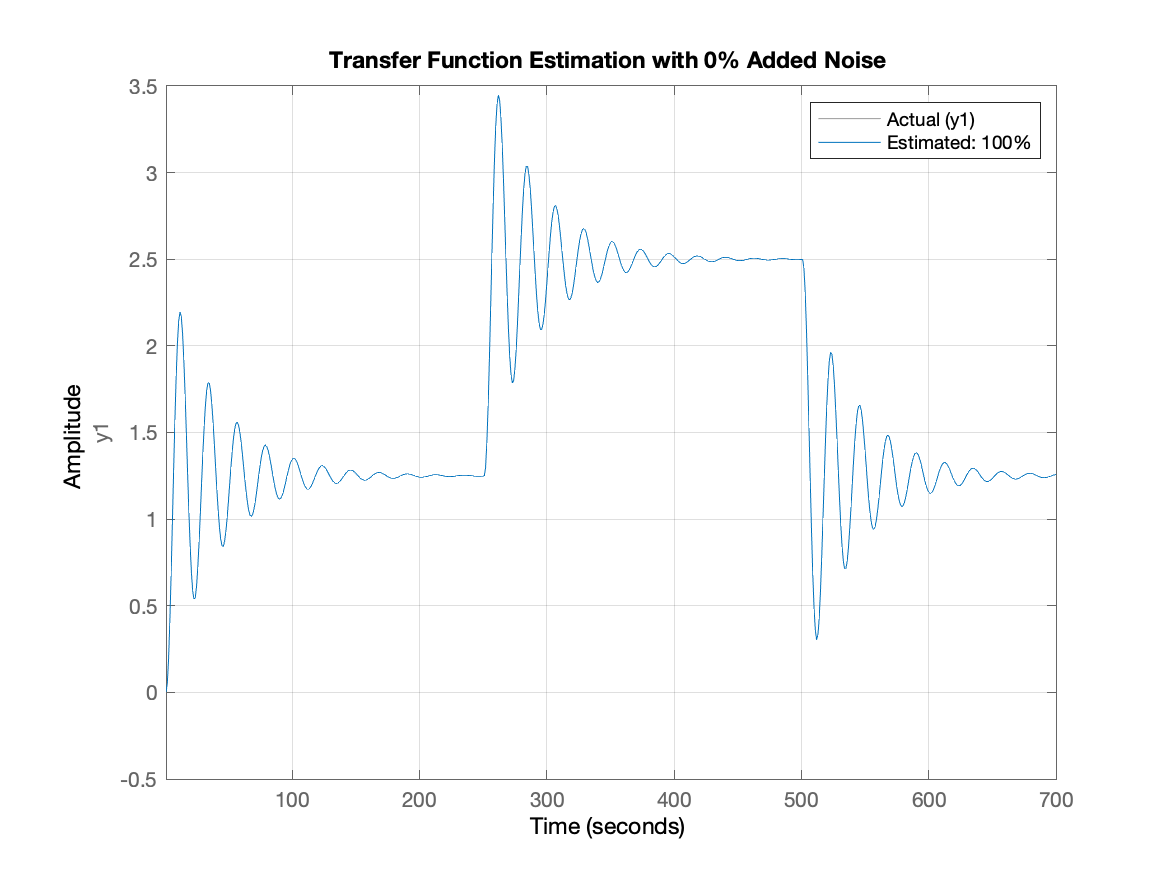 Transfer Function Estimation with 0% Added Noise
3.5
3
2.5
2
1.5
1
0.5
0
-0.5
Amplitude
y1
Actual (y1)
Estimated: 100%
100
200
300
400
500
600
700
Time (seconds)